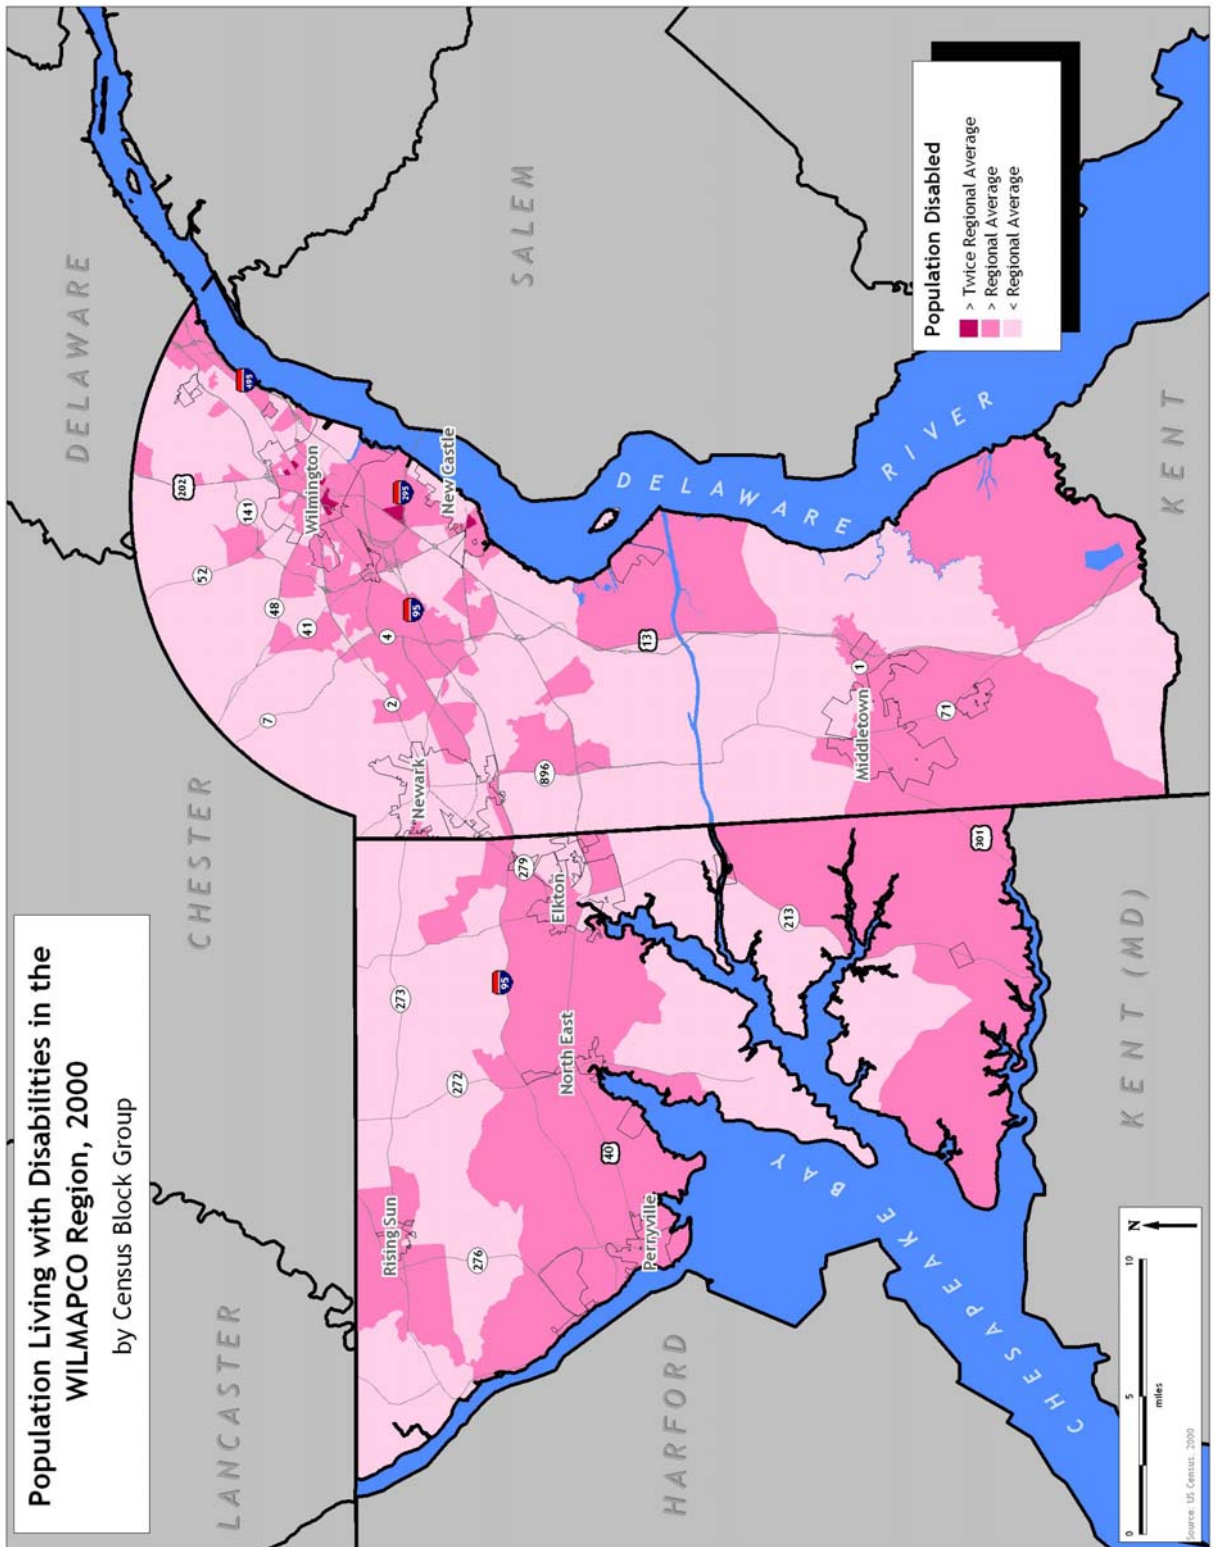 Population Living with Disabilities in the
WILMAPCO Region, 2000
by Census Block Group
LANCASTER
CHESTER
DELAWARE
SALEM
HARFORD
KENT (MD)
KENT
DELAWARE RIVER
CHESAPEAKE BAY
Rising Sun
Perryville
North East
Elkton
Newark
Wilmington
New Castle
Middletown
276
272
273
40
95
279
213
301
896
7
2
4
41
48
52
141
202
495
295
95
13
1
71
Population Disabled
> Twice Regional Average
> Regional Average
< Regional Average
N
0 5 10
miles
Source: US Census, 2000